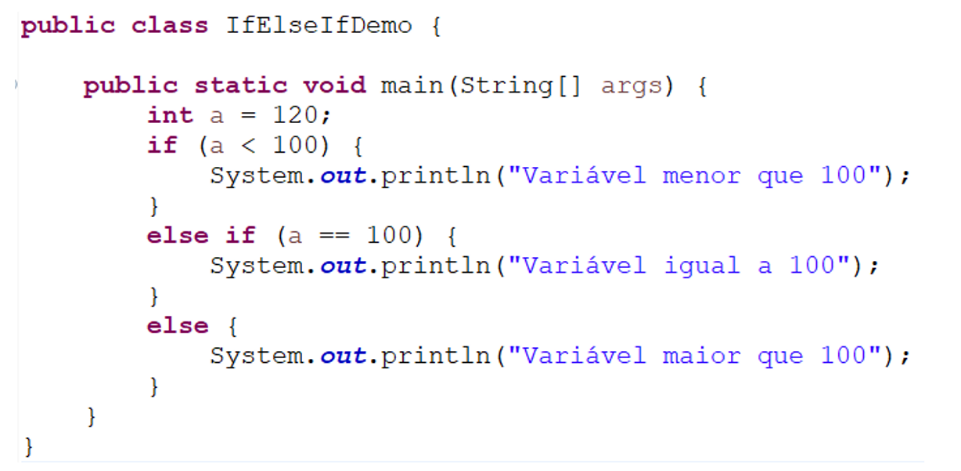 public class IfElseIfDemo {
public static void main(String[] args) {
int a = 120;
if (a < 100) {
System.out.println("Variável menor que 100");
}
else if (a == 100) {
System.out.println("Variável igual a 100");
}
else {
System.out.println("Variável maior que 100");
}
}
}